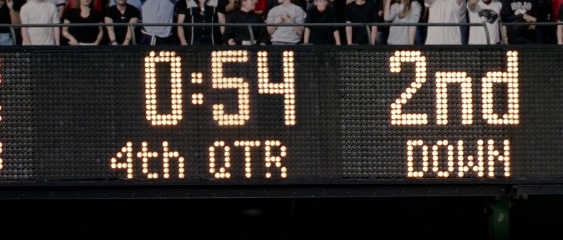 0:54 2nd
4th QTR DOWN